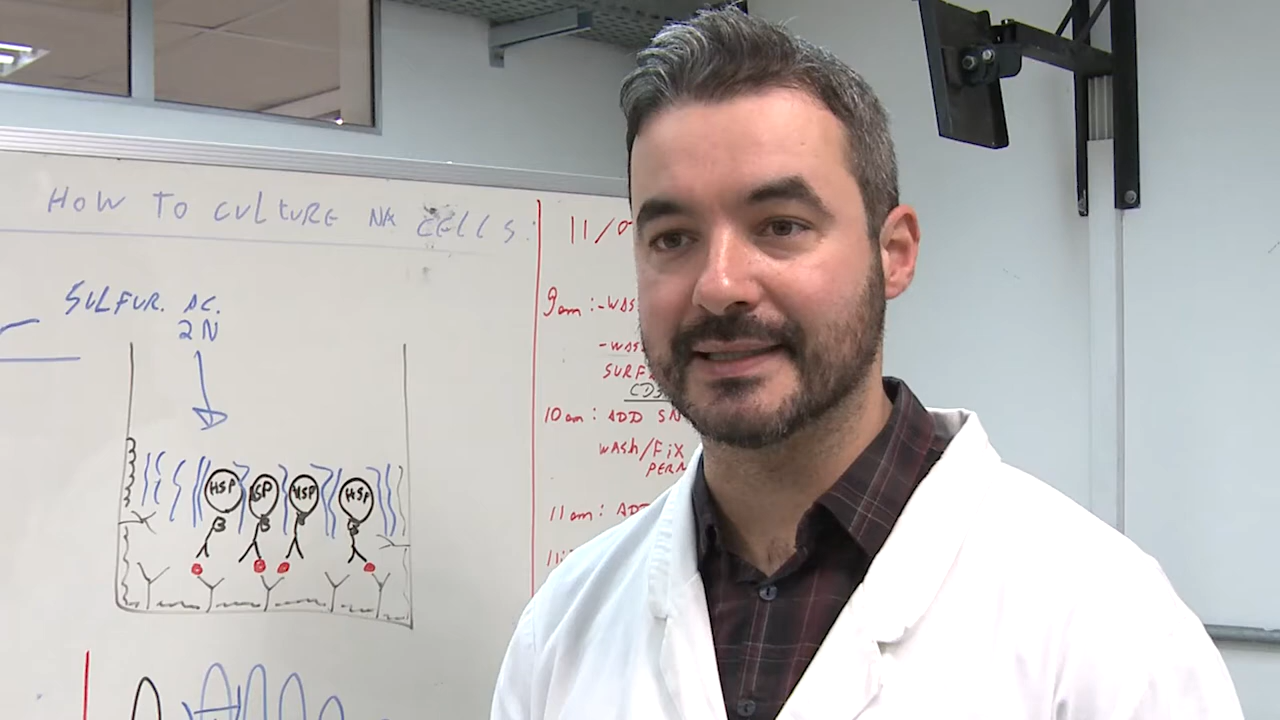 HOW TO CULTURE NK CELLS:
SULFUR. AC.
2N
HSP HSP HSP
11/0
9am: -WAS
-WAS
SURF
CD3
10am: ADD SN
WASH/FIX
PERM
11am: ADD